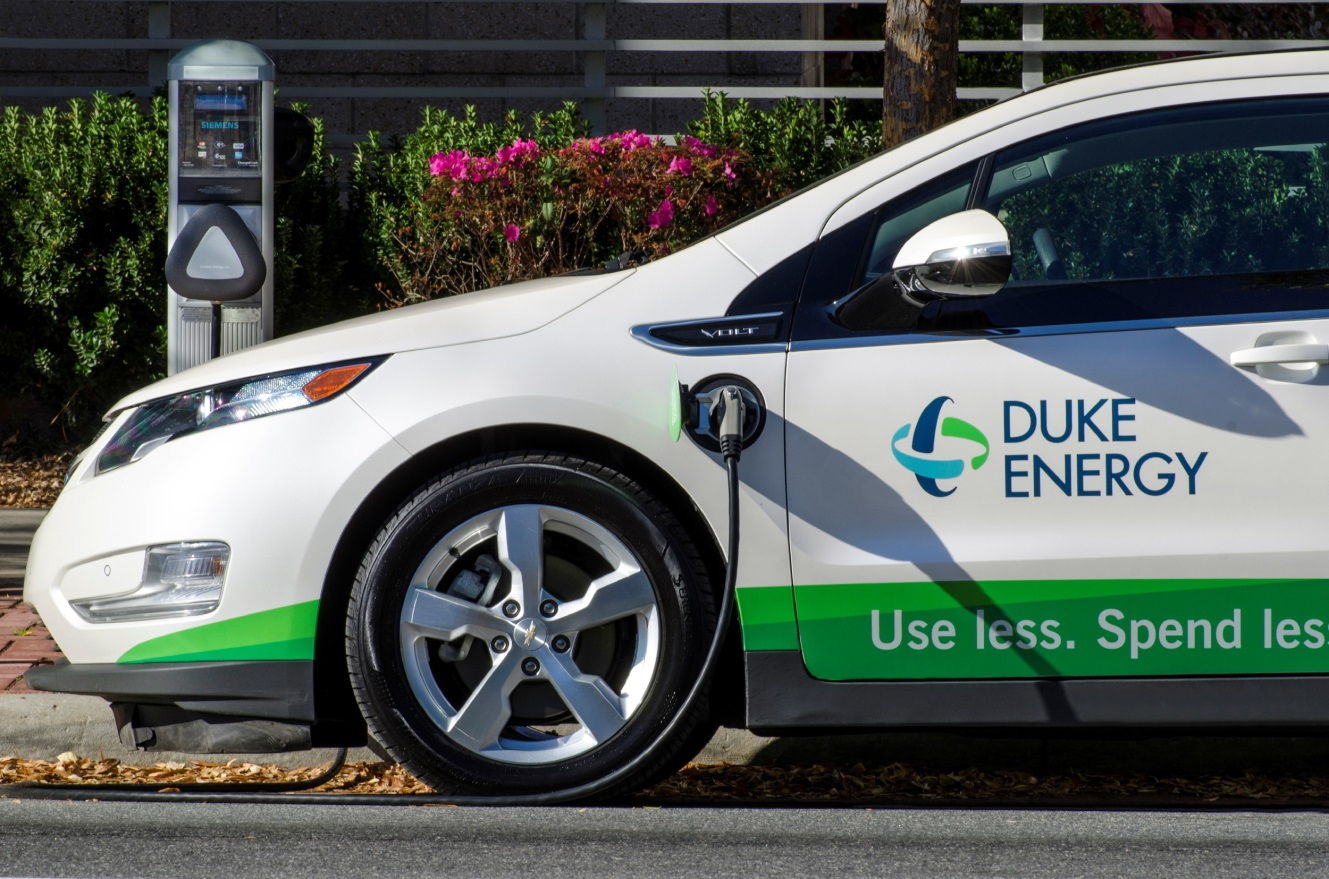 SIEMENS
VOLT
DUKE
ENERGY
Use less. Spend les